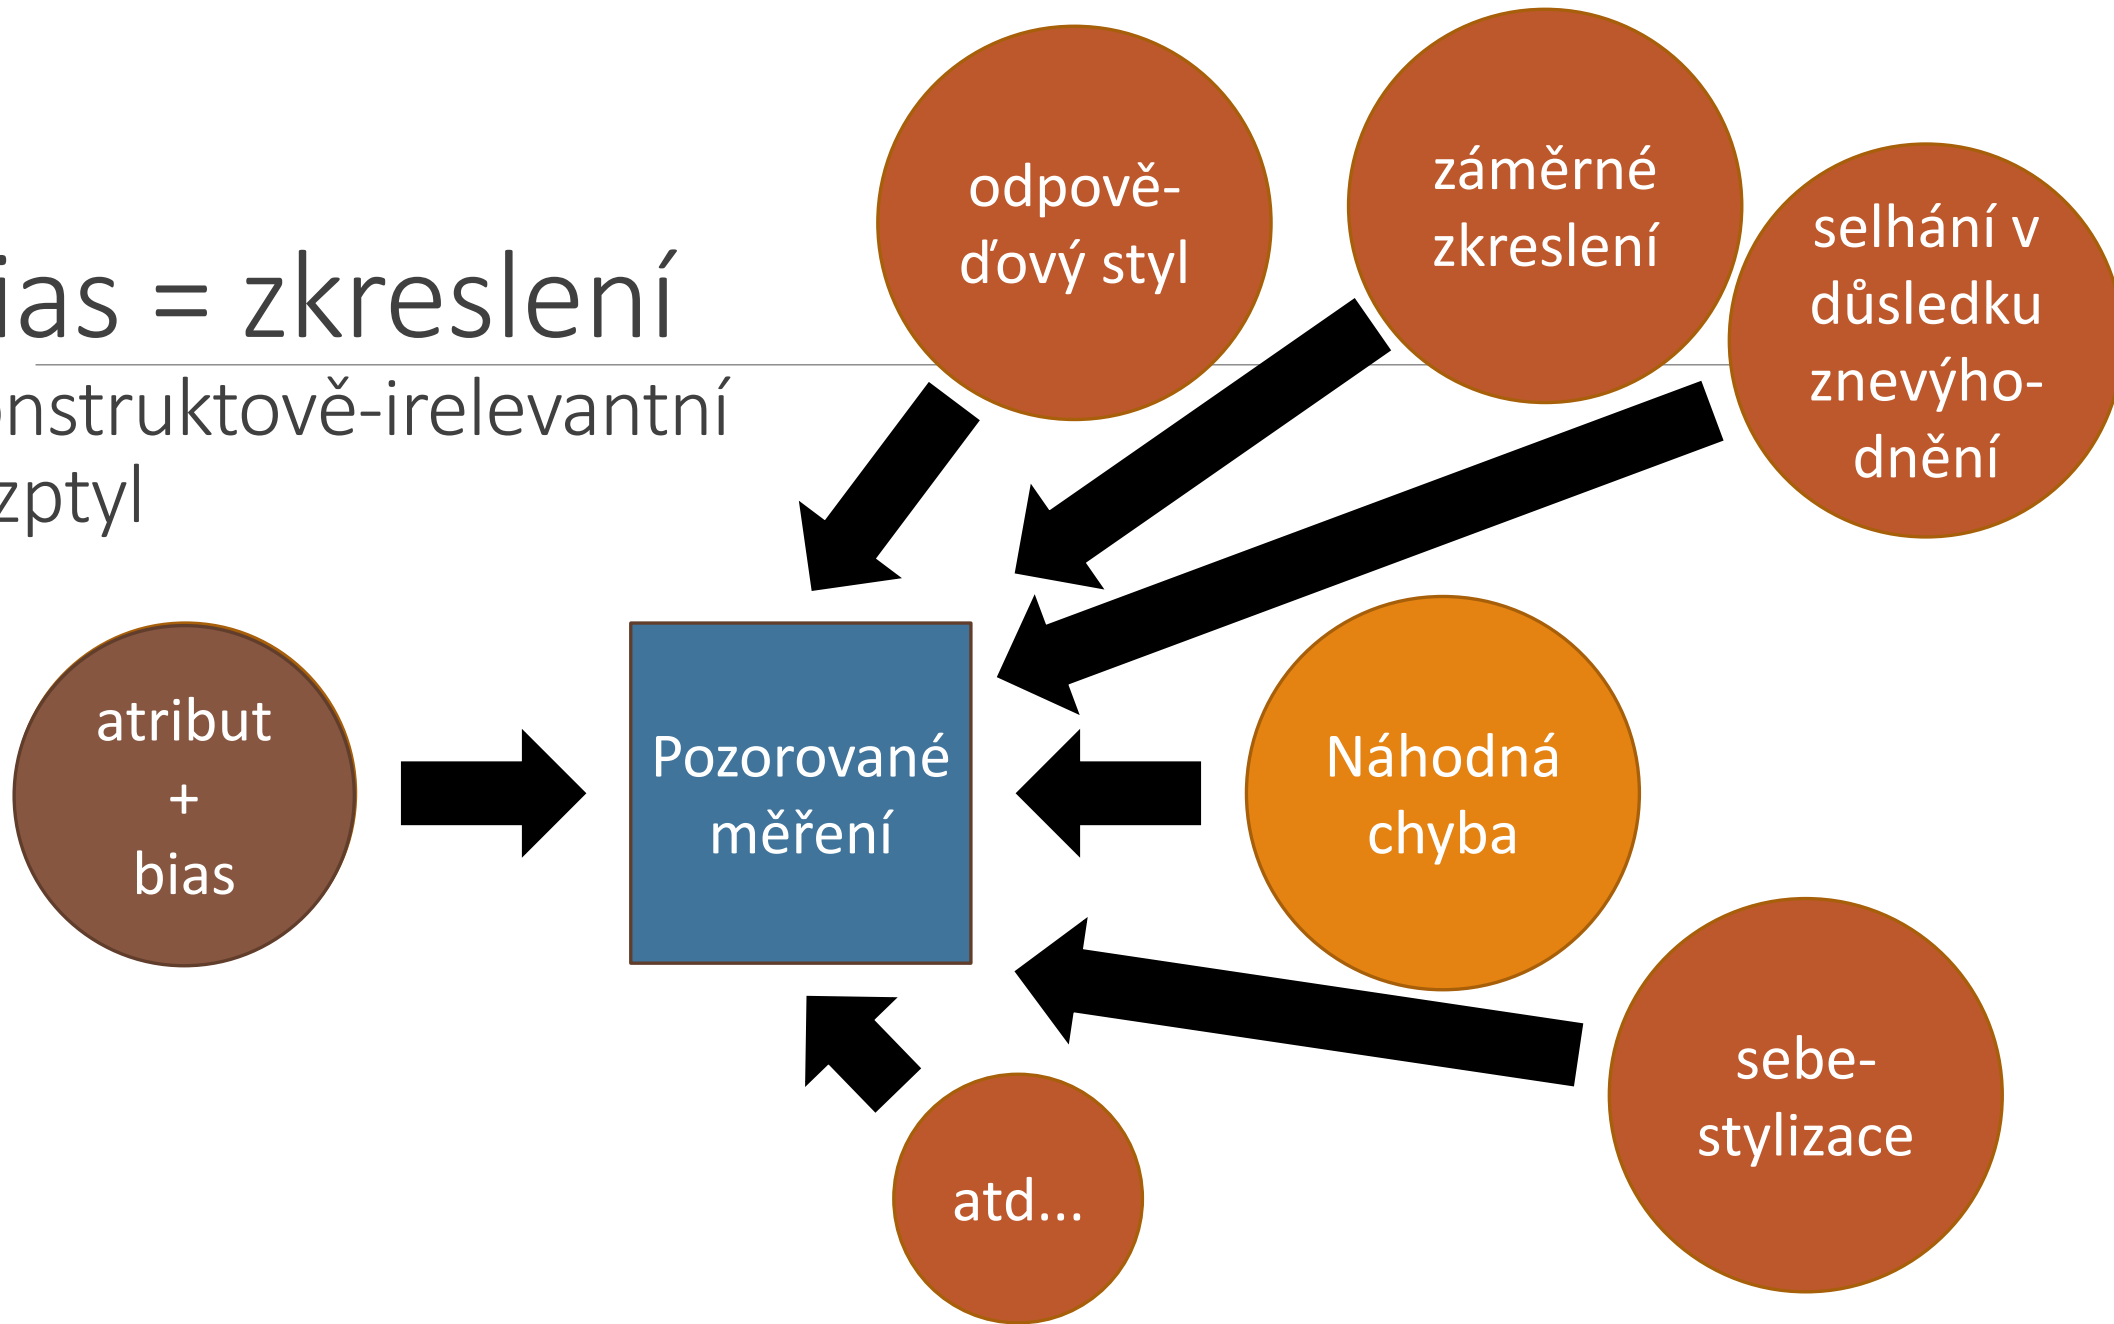 ias = zkreslení
onstruktově-irelevantní
zptyl
odpově-
ďový styl
záměrné
zkreslení
selhání v
důsledku
znevýho-
dnění
atribut
+
bias
Pozorované
měření
Náhodná
chyba
sebe-
stylizace
atd...